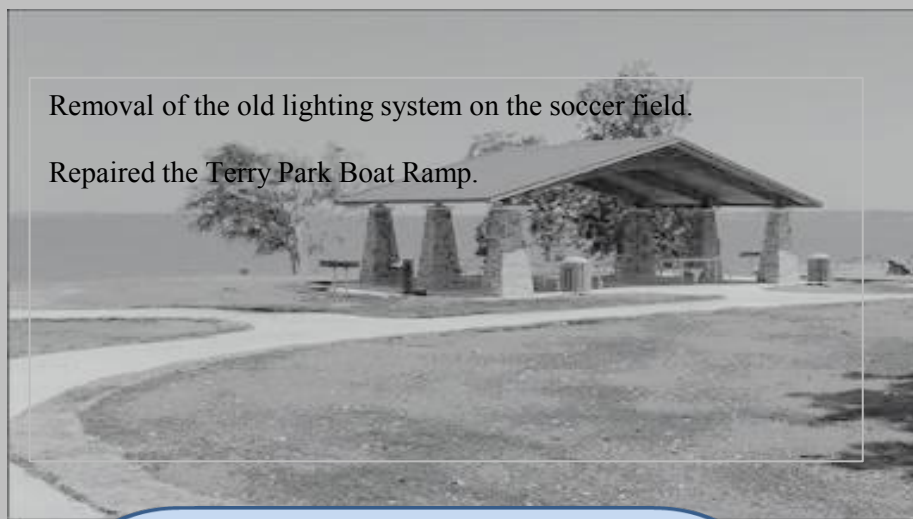 Removal of the old lighting system on the soccer field.
Repaired the Terry Park Boat Ramp.